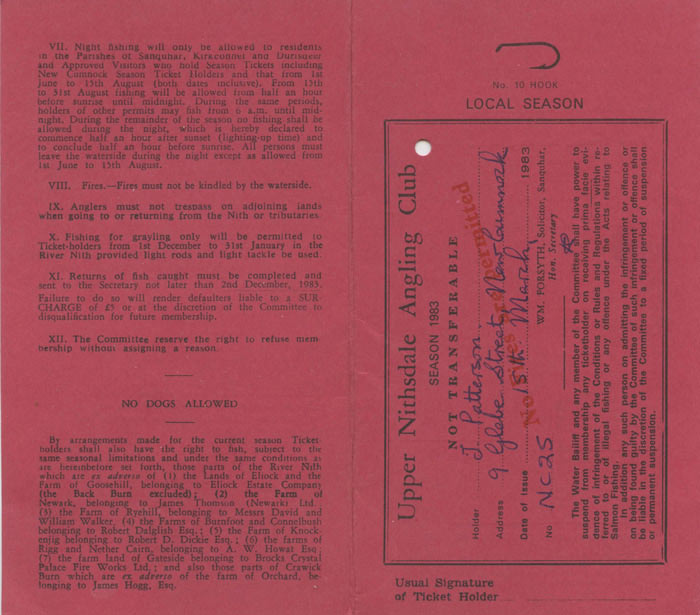 VII. Night fishing will only be allowed to residents
in the Parishes of Sanquhar, Kirkconnel and Durisdeer
and Approved Visitors who hold Season Tickets including
New Cumnock Season Ticket Holders and that from 1st
June to 15th August (both dates inclusive). From 15th
to 31st August fishing will be allowed from half an hour
before sunrise until midnight. During the same periods,
holders of other permits may fish from 6 a.m. until mid-
night. During the remainder of the season no fishing shall be
allowed during the night, which is hereby declared to
commence half an hour after sunset (lighting-up time) and
to conclude half an hour before sunrise. All persons must
leave the waterside during the night except as allowed from
1st June to 15th August.
VIII. Fires.—Fires must not be kindled by the waterside.
IX. Anglers must not trespass on adjoining lands
when going to or returning from the Nith or tributaries.
X. Fishing for grayling only will be permitted to
Ticket-holders from 1st December to 31st January in the
River Nith provided light rods and light tackle be used.
XI. Returns of fish caught must be completed and
sent to the Secretary not later than 2nd December, 1983.
Failure to do so will render defaulters liable to a SUR-
CHARGE of £5 or at the discretion of the Committee to
disqualification for future membership.
XII. The Committee reserve the right to refuse mem-
bership without assigning a reason.
NO DOGS ALLOWED
By arrangements made for the current season Ticket-
holders shall also have the right to fish, subject to the
same seasonal limitations and under the same conditions as
are hereinbefore set forth, those parts of the River Nith
which are ex adverso of (1) the Lands of Eliock and the
Farm of Goosehill, belonging to Eliock Estate Company
(the Back Burn excluded); (2) the Farm of
Newark, belonging to James Thomson (Newark) Ltd.;
(3) the Farm of Ryehill, belonging to Messrs David and
William Walker, (4) the Farms of Burnfoot and Connelbush
belonging to Robert Dalglish Esq.; (5) the Farm of Knock-
enjig belonging to Robert D. Dickie Esq.; (6) the farms of
Rigg and Nether Cairn, belonging to A. W. Howat Esq;
(7) the farm land of Gateside belonging to Brocks Crystal
Palace Fire Works Ltd.; and also those parts of Crawick
Burn which are ex adverso of the farm of Orchard, be-
longing to James Hogg, Esq.
No. 10 HOOK
LOCAL SEASON
Upper Nithsdale Angling Club
SEASON 1983
NOT TRANSFERABLE
Holder J Patterson
Address 9 Glebe Street, New Cumnock
Date of Issue 15th March, 1983
No NC25
No Spinning Permitted
WM. FORSYTH, Solicitor, Sanquhar,
Hon. Secretary
The Water Bailiff and any member of the Committee shall have power to
suspend from membership any ticketholder on receiving prima facie evi-
dence of infringement of the Conditions or Rules and Regulations within re-
ferred to or of illegal fishing or any offence under the Acts relating to
Salmon Fishing.
In addition any such person on admitting the infringement or offence or
on being found guilty by the Committee of such infringement or offence shall
be liable in the discretion of the Committee to a fixed period of suspension
or permanent suspension.
Usual Signature
of Ticket Holder